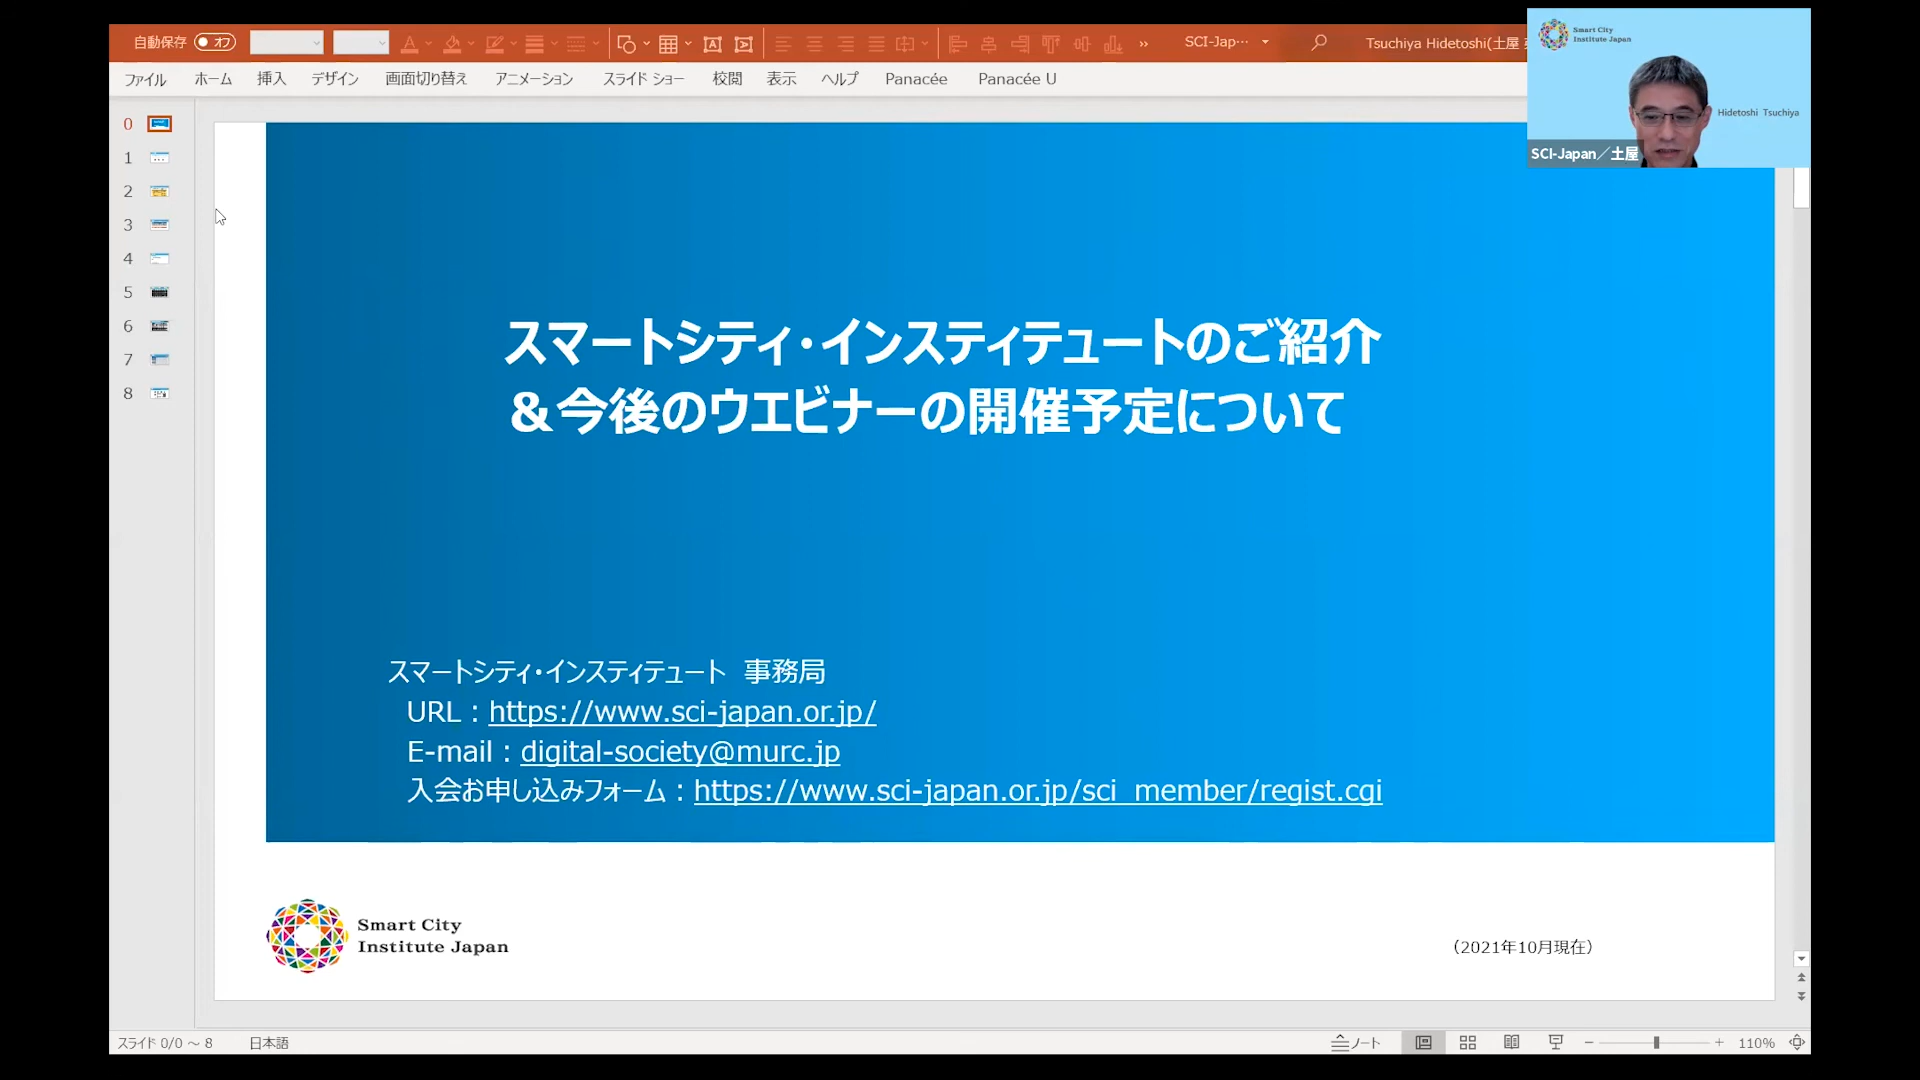 自動保存 オフ
SCI-Jap…
Tsuchiya Hidetoshi(土屋
Smart City
Institute Japan
Hidetoshi Tsuchiya
SCI-Japan／土屋
ファイル ホーム 挿入 デザイン 画面切り替え アニメーション スライド ショー 校閲 表示 ヘルプ Panacée Panacée U
0
1
2
3
4
5
6
7
8
スマートシティ・インスティテュートのご紹介
＆今後のウエビナーの開催予定について
スマートシティ・インスティテュート 事務局
URL：https://www.sci-japan.or.jp/
E-mail：digital-society@murc.jp
入会お申し込みフォーム：https://www.sci-japan.or.jp/sci_member/regist.cgi
Smart City
Institute Japan
（2021年10月現在）
スライド 0/0 ～ 8 日本語 ノート 110%